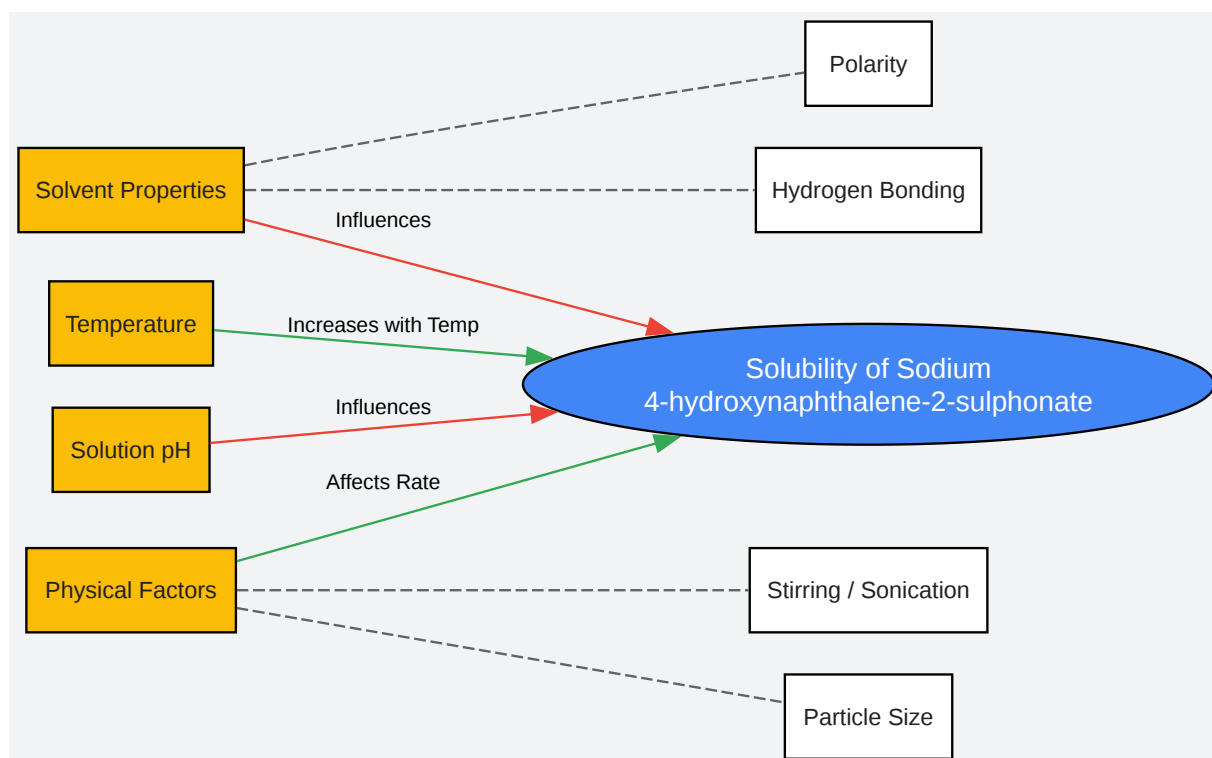 Polarity
Solvent Properties
Hydrogen Bonding
Influences
Temperature
Increases with Temp
Solubility of Sodium
4-hydroxynaphthalene-2-sulphonate
Influences
Solution pH
Affects Rate
Physical Factors
Stirring / Sonication
Particle Size